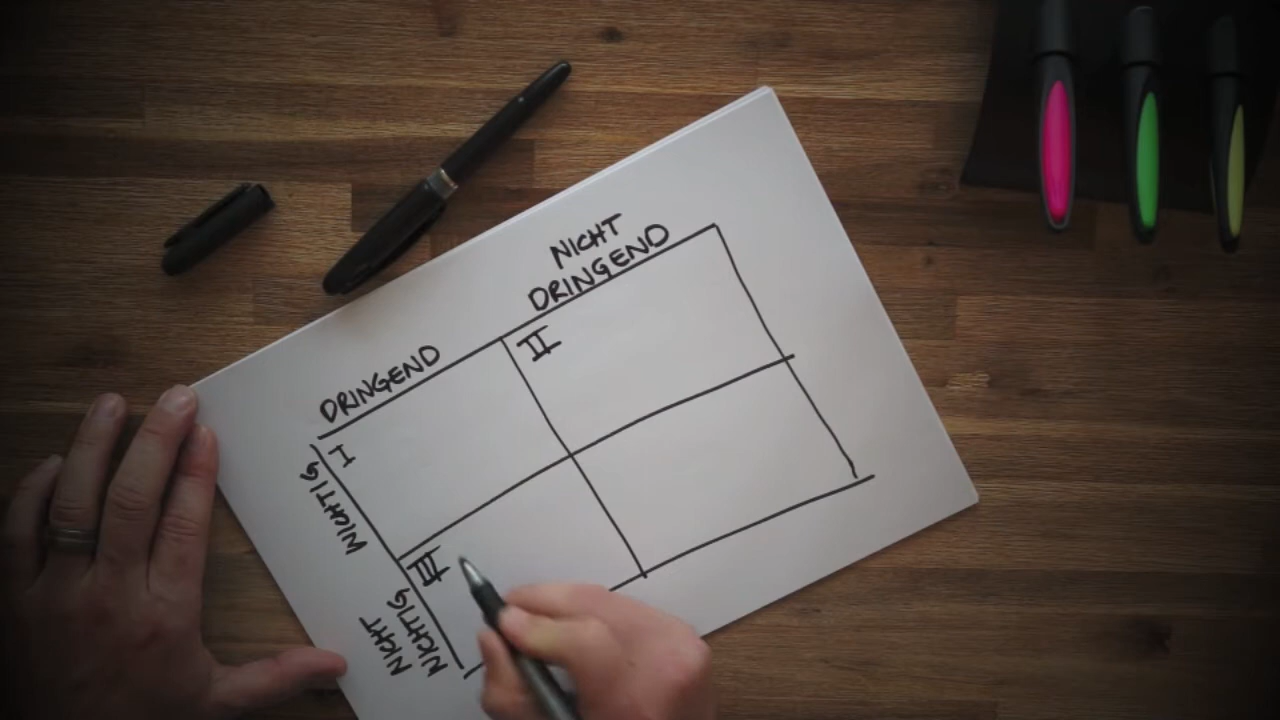 DRINGEND
NICHT
DRINGEND
WICHTIG
I
II
NICHT
WICHTIG
III